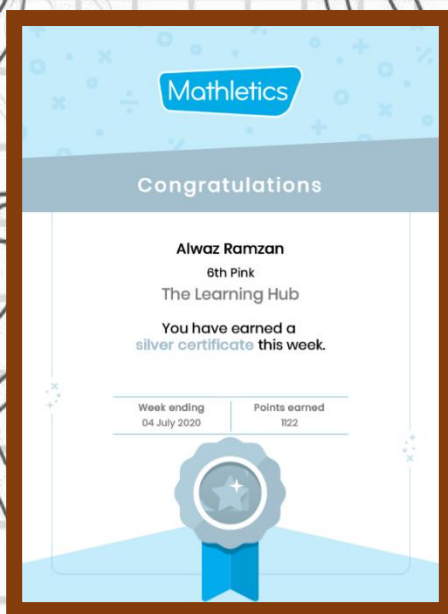 Mathletics
Congratulations
Alwaz Ramzan
6th Pink
The Learning Hub
You have earned a
silver certificate this week.
Week ending Points earned
04 July 2020 1122